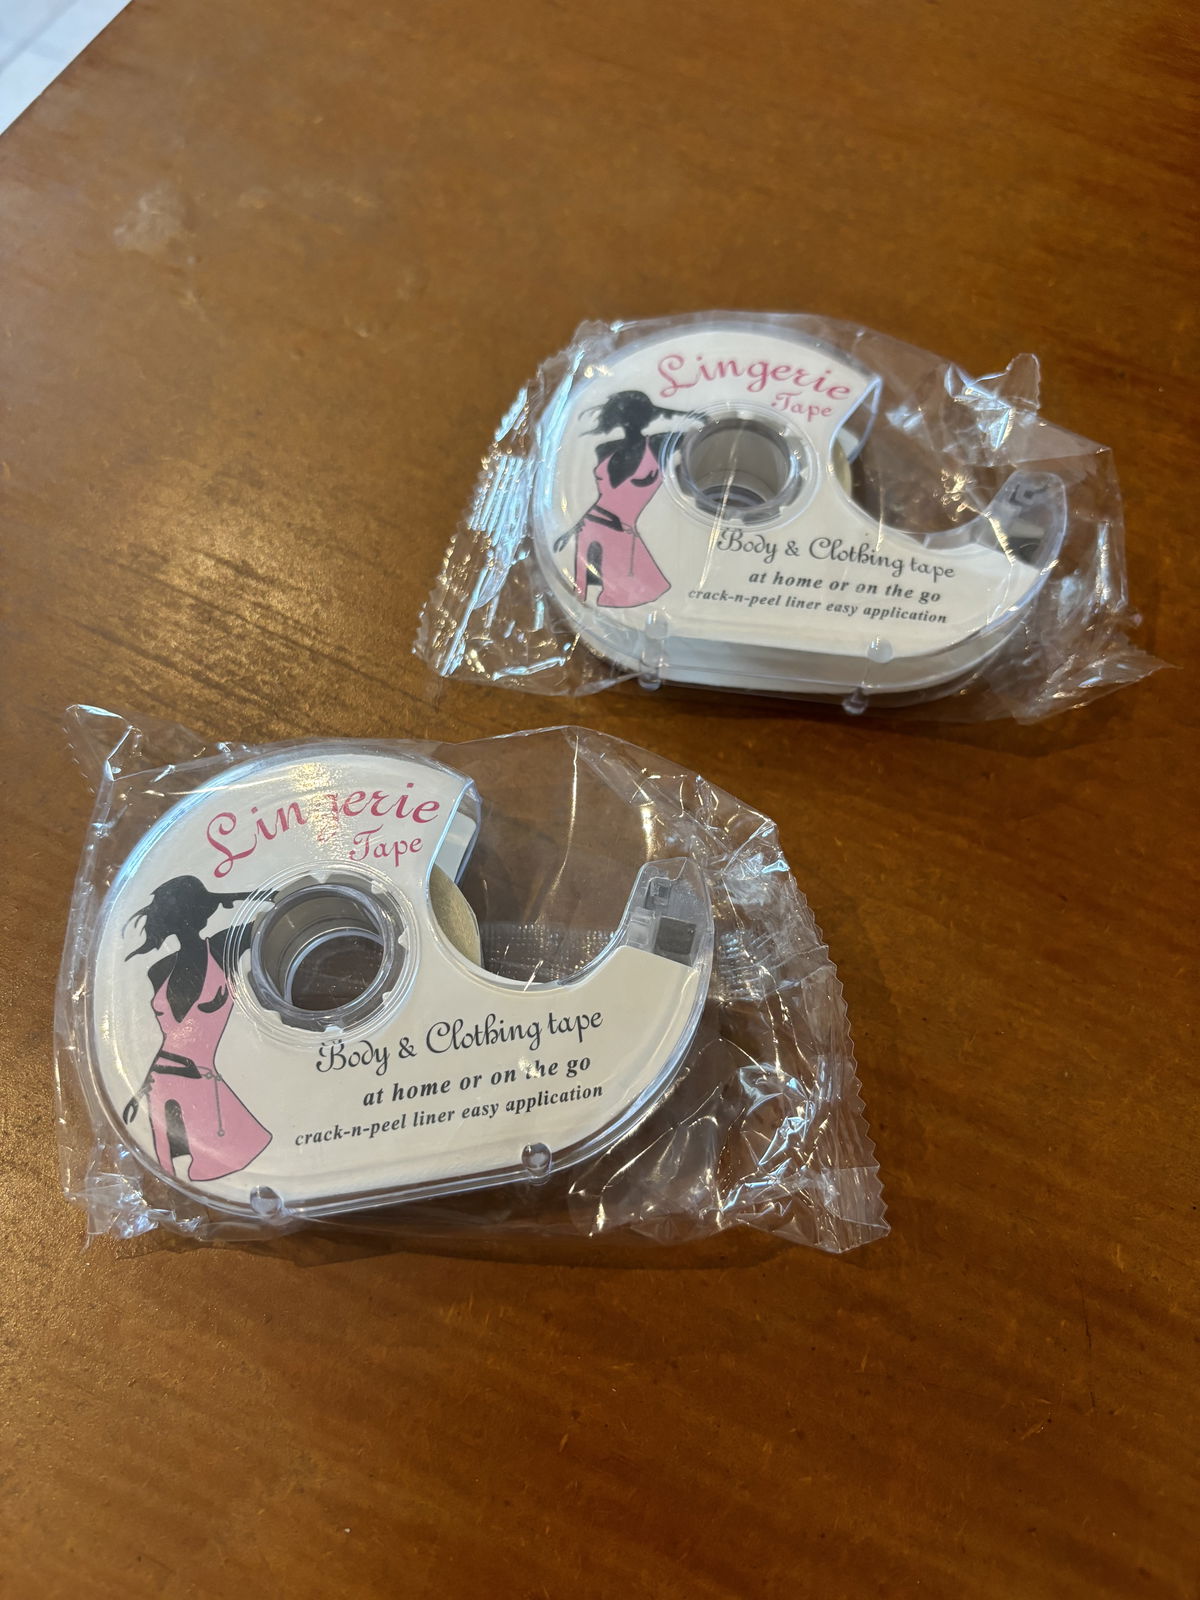 Lingerie
Tape
Body & Clothing tape
at home or on the go
crack-n-peel liner easy application
Lingerie
Tape
Body & Clothing tape
at home or on the go
crack-n-peel liner easy application